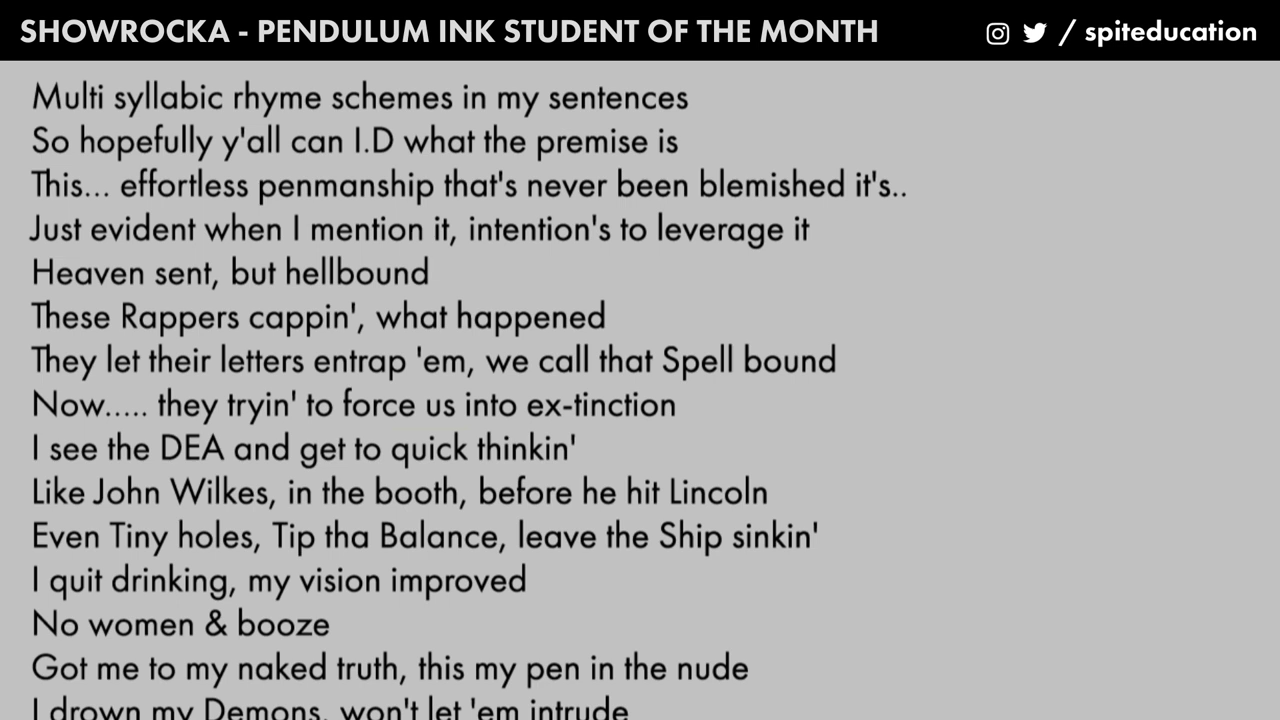 SHOWROCKA - PENDULUM INK STUDENT OF THE MONTH
/ spiteducation
Multi syllabic rhyme schemes in my sentences
So hopefully y'all can I.D what the premise is
This... effortless penmanship that's never been blemished it's..
Just evident when I mention it, intention's to leverage it
Heaven sent, but hellbound
These Rappers cappin', what happened
They let their letters entrap 'em, we call that Spell bound
Now..... they tryin' to force us into ex-tinction
I see the DEA and get to quick thinkin'
Like John Wilkes, in the booth, before he hit Lincoln
Even Tiny holes, Tip tha Balance, leave the Ship sinkin'
I quit drinking, my vision improved
No women & booze
Got me to my naked truth, this my pen in the nude
I drown my Demons, won't let 'em intrude